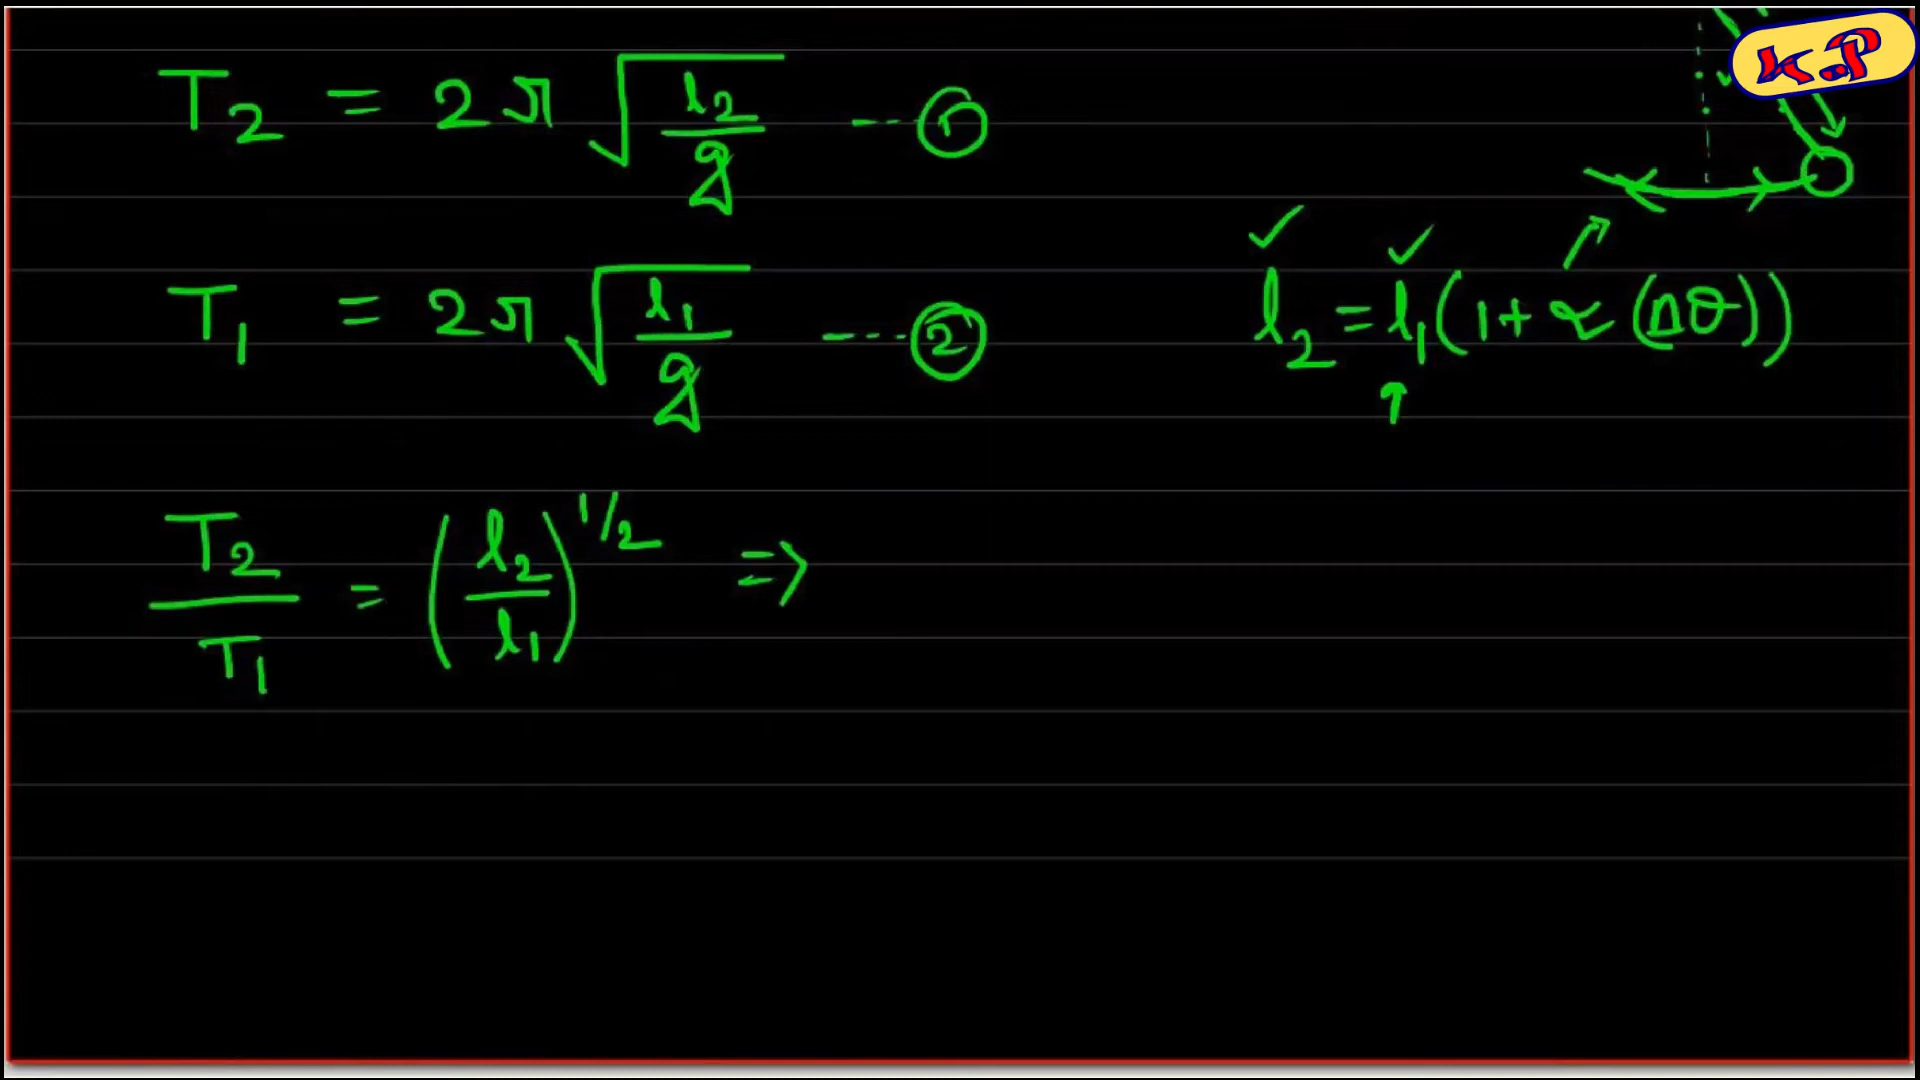 K.P
T₂ = 2π √(l₂/g) ---①
T₁ = 2π √(l₁/g) ---②
l₂ = l₁(1+α(Δθ))
T₂/T₁ = (l₂/l₁)^1/2 ⇒